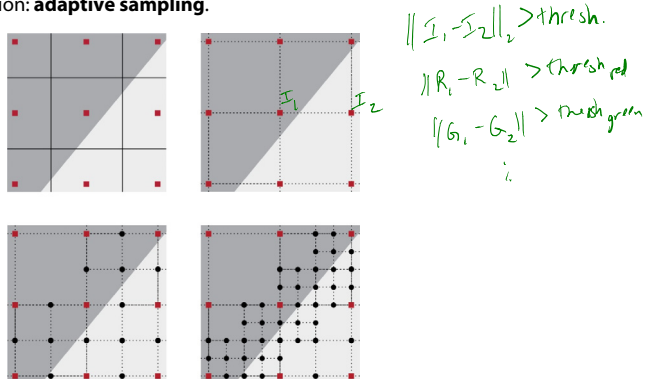 ion: adaptive sampling.
||I₁-I₂||₂ > thresh.
||R₁-R₂|| > thresh red
||G₁-G₂|| > thresh green
I₁ I₂